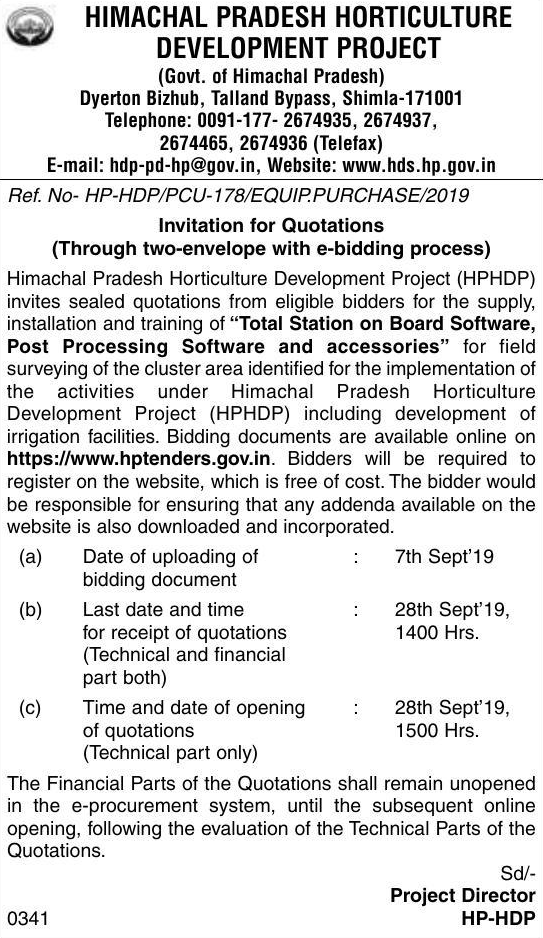 HIMACHAL PRADESH HORTICULTURE
DEVELOPMENT PROJECT
(Govt. of Himachal Pradesh)
Dyerton Bizhub, Talland Bypass, Shimla-171001
Telephone: 0091-177- 2674935, 2674937,
2674465, 2674936 (Telefax)
E-mail: hdp-pd-hp@gov.in, Website: www.hds.hp.gov.in
Ref. No- HP-HDP/PCU-178/EQUIP.PURCHASE/2019
Invitation for Quotations
(Through two-envelope with e-bidding process)
Himachal Pradesh Horticulture Development Project (HPHDP)
invites sealed quotations from eligible bidders for the supply,
installation and training of “Total Station on Board Software,
Post Processing Software and accessories” for field
surveying of the cluster area identified for the implementation of
the activities under Himachal Pradesh Horticulture
Development Project (HPHDP) including development of
irrigation facilities. Bidding documents are available online on
https://www.hptenders.gov.in. Bidders will be required to
register on the website, which is free of cost. The bidder would
be responsible for ensuring that any addenda available on the
website is also downloaded and incorporated.
(a) Date of uploading of : 7th Sept’19
bidding document
(b) Last date and time : 28th Sept’19,
for receipt of quotations 1400 Hrs.
(Technical and financial
part both)
(c) Time and date of opening : 28th Sept’19,
of quotations 1500 Hrs.
(Technical part only)
The Financial Parts of the Quotations shall remain unopened
in the e-procurement system, until the subsequent online
opening, following the evaluation of the Technical Parts of the
Quotations.
Sd/-
Project Director
0341 HP-HDP